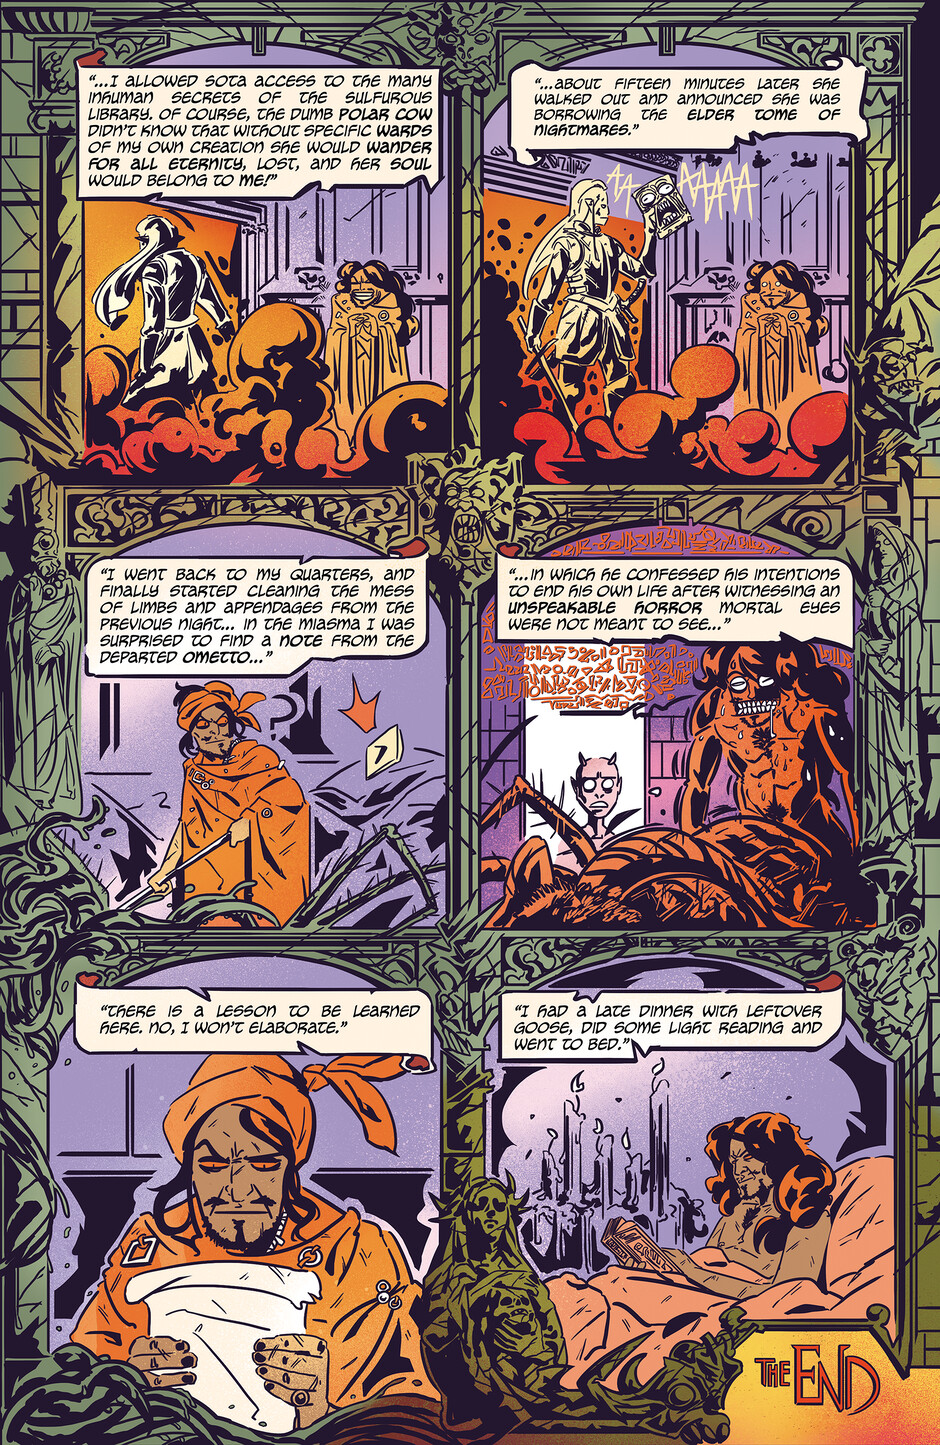 “...I ALLOWED SOTA ACCESS TO THE MANY
INHUMAN SECRETS OF THE SULFUROUS
LIBRARY. OF COURSE, THE DUMB POLAR COW
DIDN’T KNOW THAT WITHOUT SPECIFIC WARDS
OF MY OWN CREATION SHE WOULD WANDER
FOR ALL ETERNITY, LOST, AND HER SOUL
WOULD BELONG TO ME!”
“...ABOUT FIFTEEN MINUTES LATER SHE
WALKED OUT AND ANNOUNCED SHE WAS
BORROWING THE ELDER TOME OF
NIGHTMARES.”
AA AAAAA
“I WENT BACK TO MY QUARTERS, AND
FINALLY STARTED CLEANING THE MESS
OF LIMBS AND APPENDAGES FROM THE
PREVIOUS NIGHT... IN THE MIASMA I WAS
SURPRISED TO FIND A NOTE FROM THE
DEPARTED OMETTO...”
?
“...IN WHICH HE CONFESSED HIS INTENTIONS
TO END HIS OWN LIFE AFTER WITNESSING AN
UNSPEAKABLE HORROR MORTAL EYES
WERE NOT MEANT TO SEE...”
“THERE IS A LESSON TO BE LEARNED
HERE. NO, I WON’T ELABORATE.”
“I HAD A LATE DINNER WITH LEFTOVER
GOOSE, DID SOME LIGHT READING AND
WENT TO BED.”
THE END